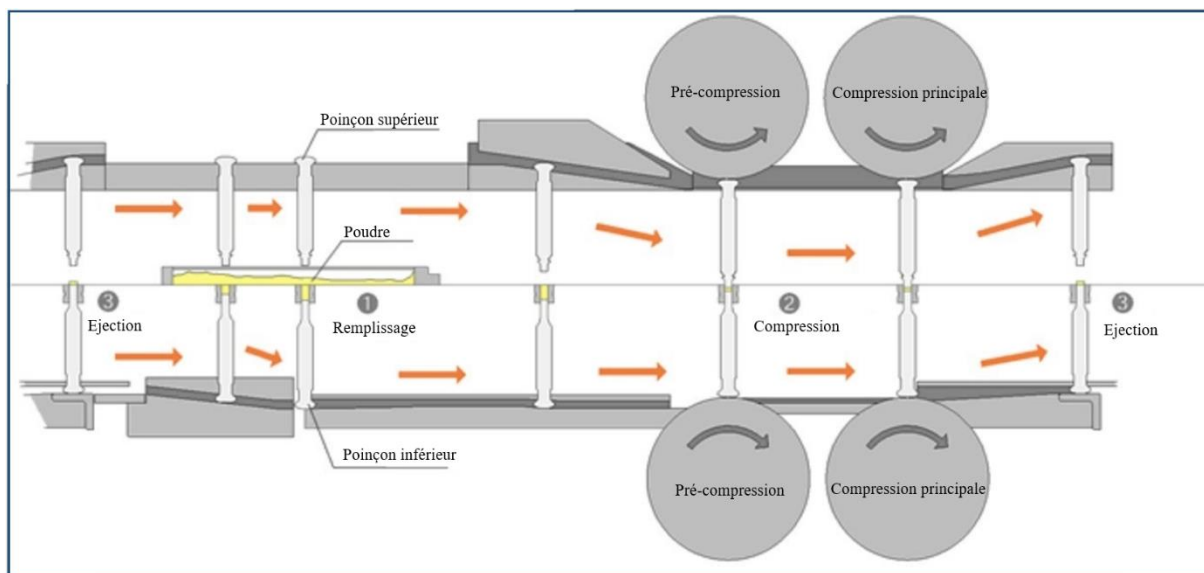 Pré-compression
Compression principale
Poinçon supérieur
Poudre
3
Ejection
1
Remplissage
2
Compression
3
Ejection
Poinçon inférieur
Pré-compression
Compression principale